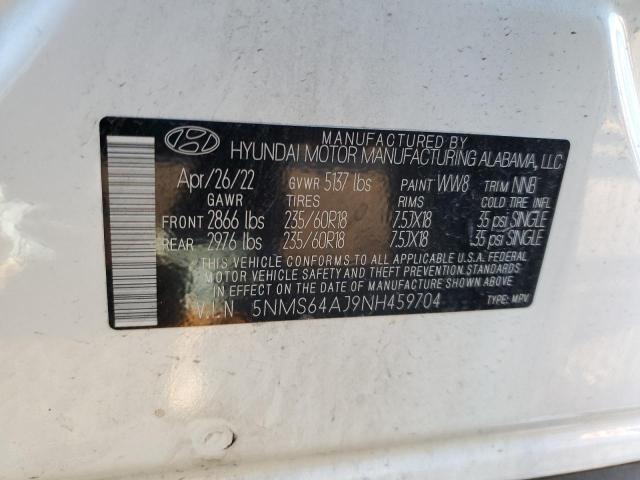 MANUFACTURED BY
HYUNDAI MOTOR MANUFACTURING ALABAMA, LLC
Apr/26/22 GVWR 5137 lbs PAINT WW8 TRIM NNB
GAWR TIRES COLD TIRE INFL
FRONT 2866 lbs 235/60R18 7.5JX18 35 psi SINGLE
REAR 2976 lbs 235/60R18 7.5JX18 35 psi SINGLE
THIS VEHICLE CONFORMS TO ALL APPLICABLE U.S. FEDERAL
MOTOR VEHICLE SAFETY AND THEFT PREVENTION STANDARDS
IN EFFECT ON THE DATE OF MANUFACTURE SHOWN ABOVE
V.I.N 5NMS64AJ9NH459704 TYPE: MPV